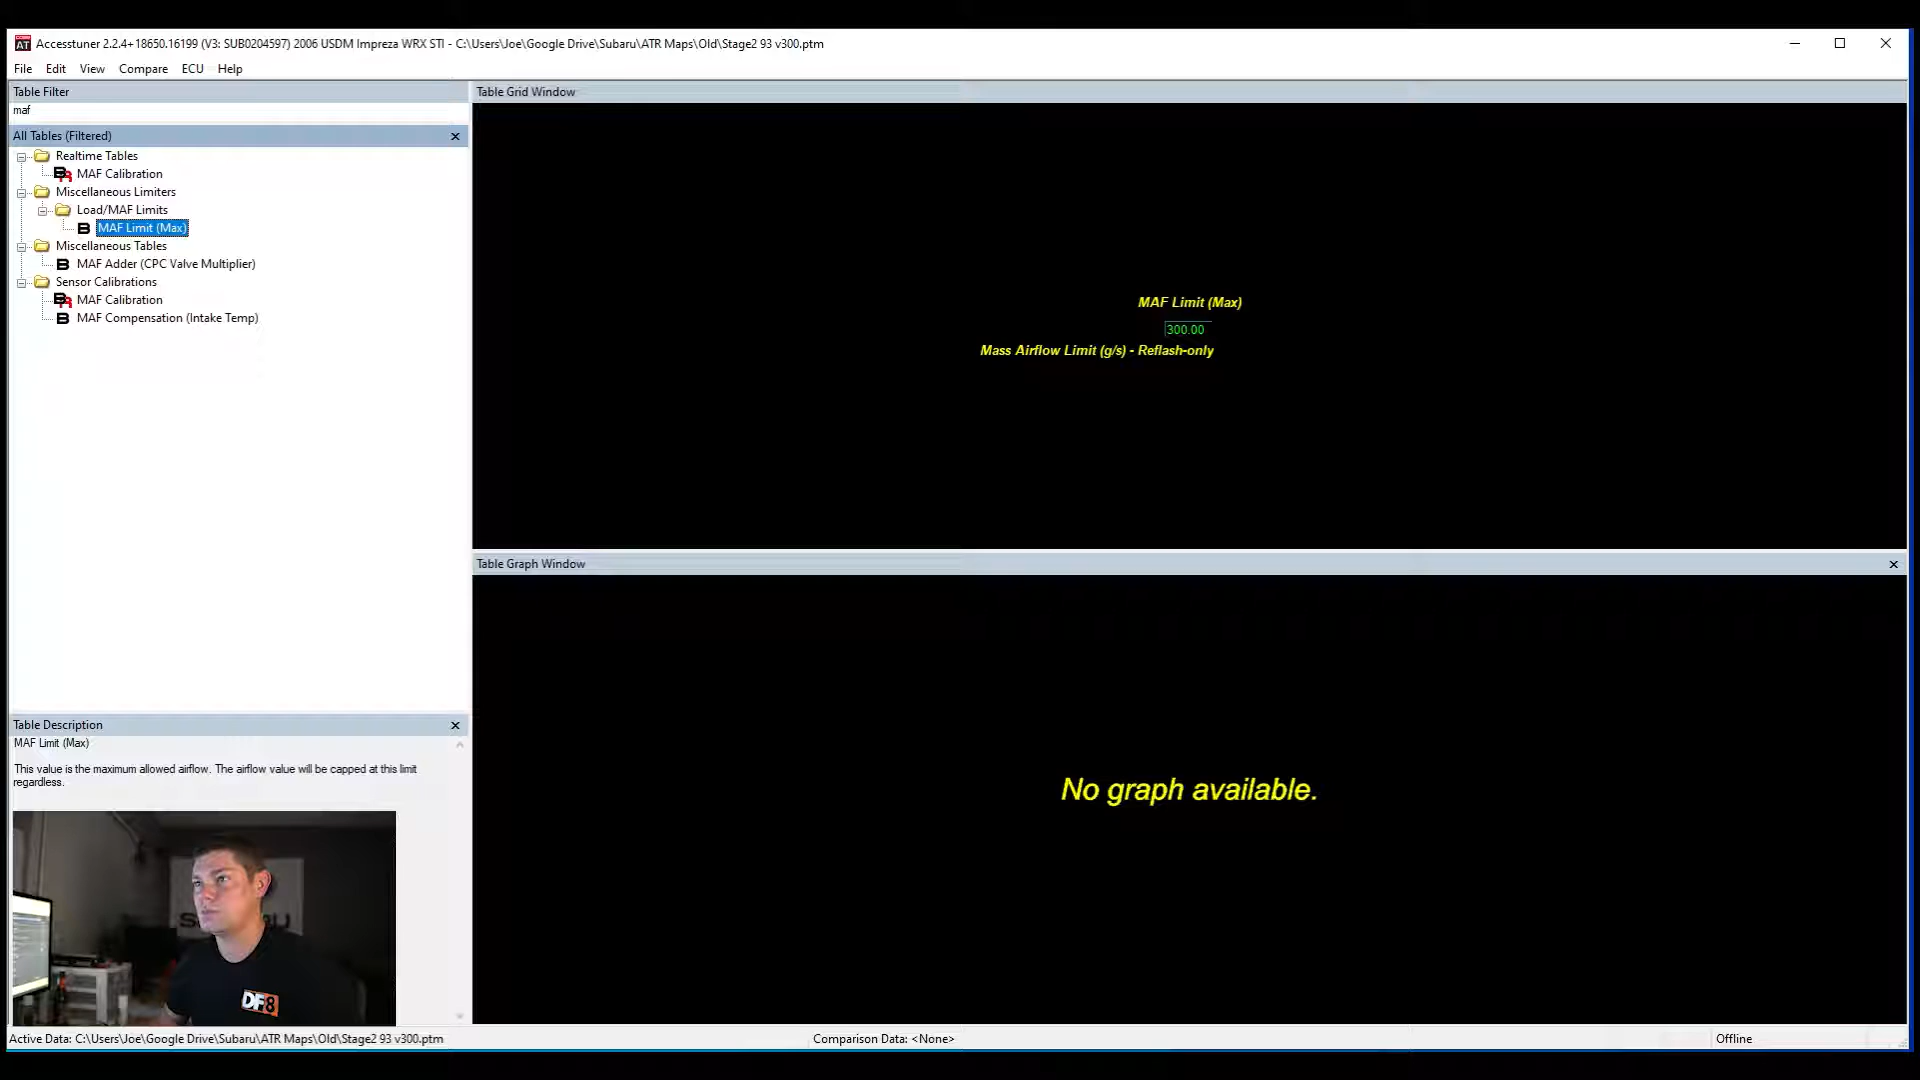 Accesstuner 2.2.4+18650.16199 (V3: SUB0204597) 2006 USDM Impreza WRX STI - C:\Users\Joe\Google Drive\Subaru\ATR Maps\Old\Stage2 93 v300.ptm
File Edit View Compare ECU Help
Table Filter
maf
All Tables (Filtered)
Realtime Tables
MAF Calibration
Miscellaneous Limiters
Load/MAF Limits
MAF Limit (Max)
Miscellaneous Tables
MAF Adder (CPC Valve Multiplier)
Sensor Calibrations
MAF Calibration
MAF Compensation (Intake Temp)
Table Grid Window
MAF Limit (Max)
300.00
Mass Airflow Limit (g/s) - Reflash-only
Table Graph Window
No graph available.
Table Description
MAF Limit (Max)
This value is the maximum allowed airflow. The airflow value will be capped at this limit
regardless.
DF8
Active Data: C:\Users\Joe\Google Drive\Subaru\ATR Maps\Old\Stage2 93 v300.ptm
Comparison Data: <None>
Offline